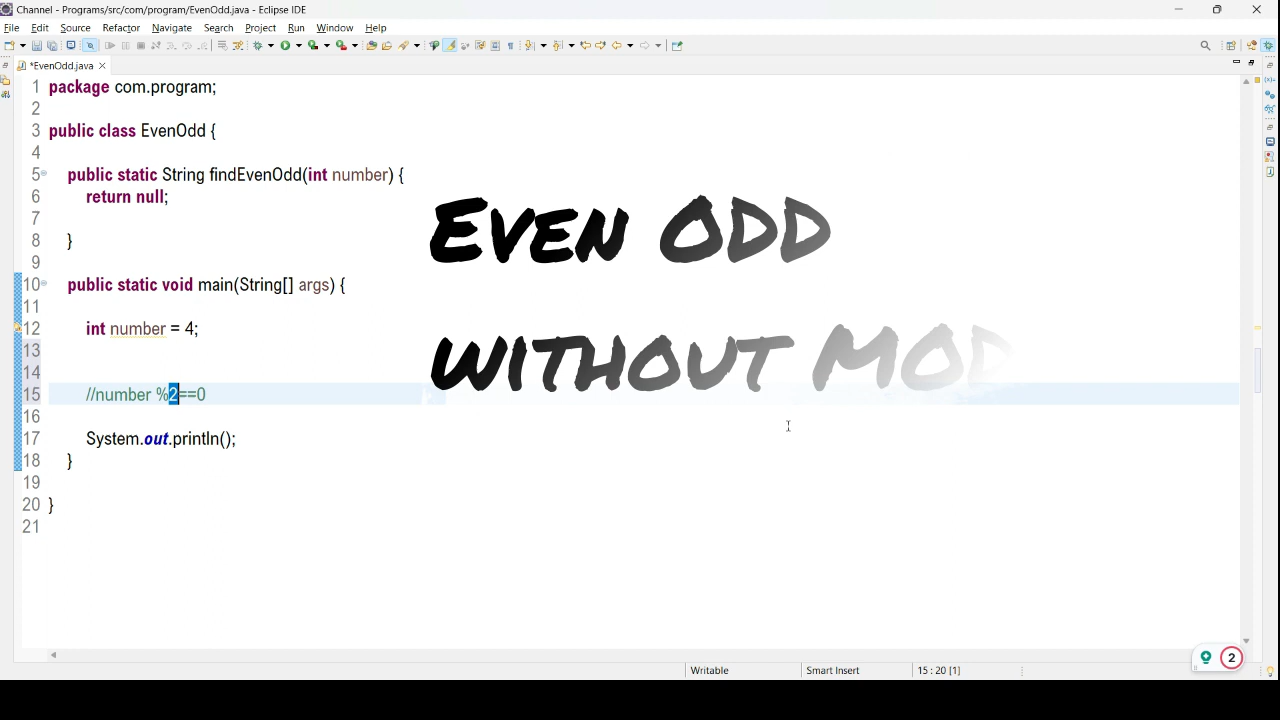 Channel - Programs/src/com/program/EvenOdd.java - Eclipse IDE
File Edit Source Refactor Navigate Search Project Run Window Help
*EvenOdd.java
1 package com.program;
2
3 public class EvenOdd {
4
5 public static String findEvenOdd(int number) {
6 return null;
7
8 }
9
10 public static void main(String[] args) {
11
12 int number = 4;
13
14
15 //number %2==0
16
17 System.out.println();
18 }
19
20 }
21
EVEN ODD
WITHOUT MOD
Writable Smart Insert 15 : 20 [1]
2